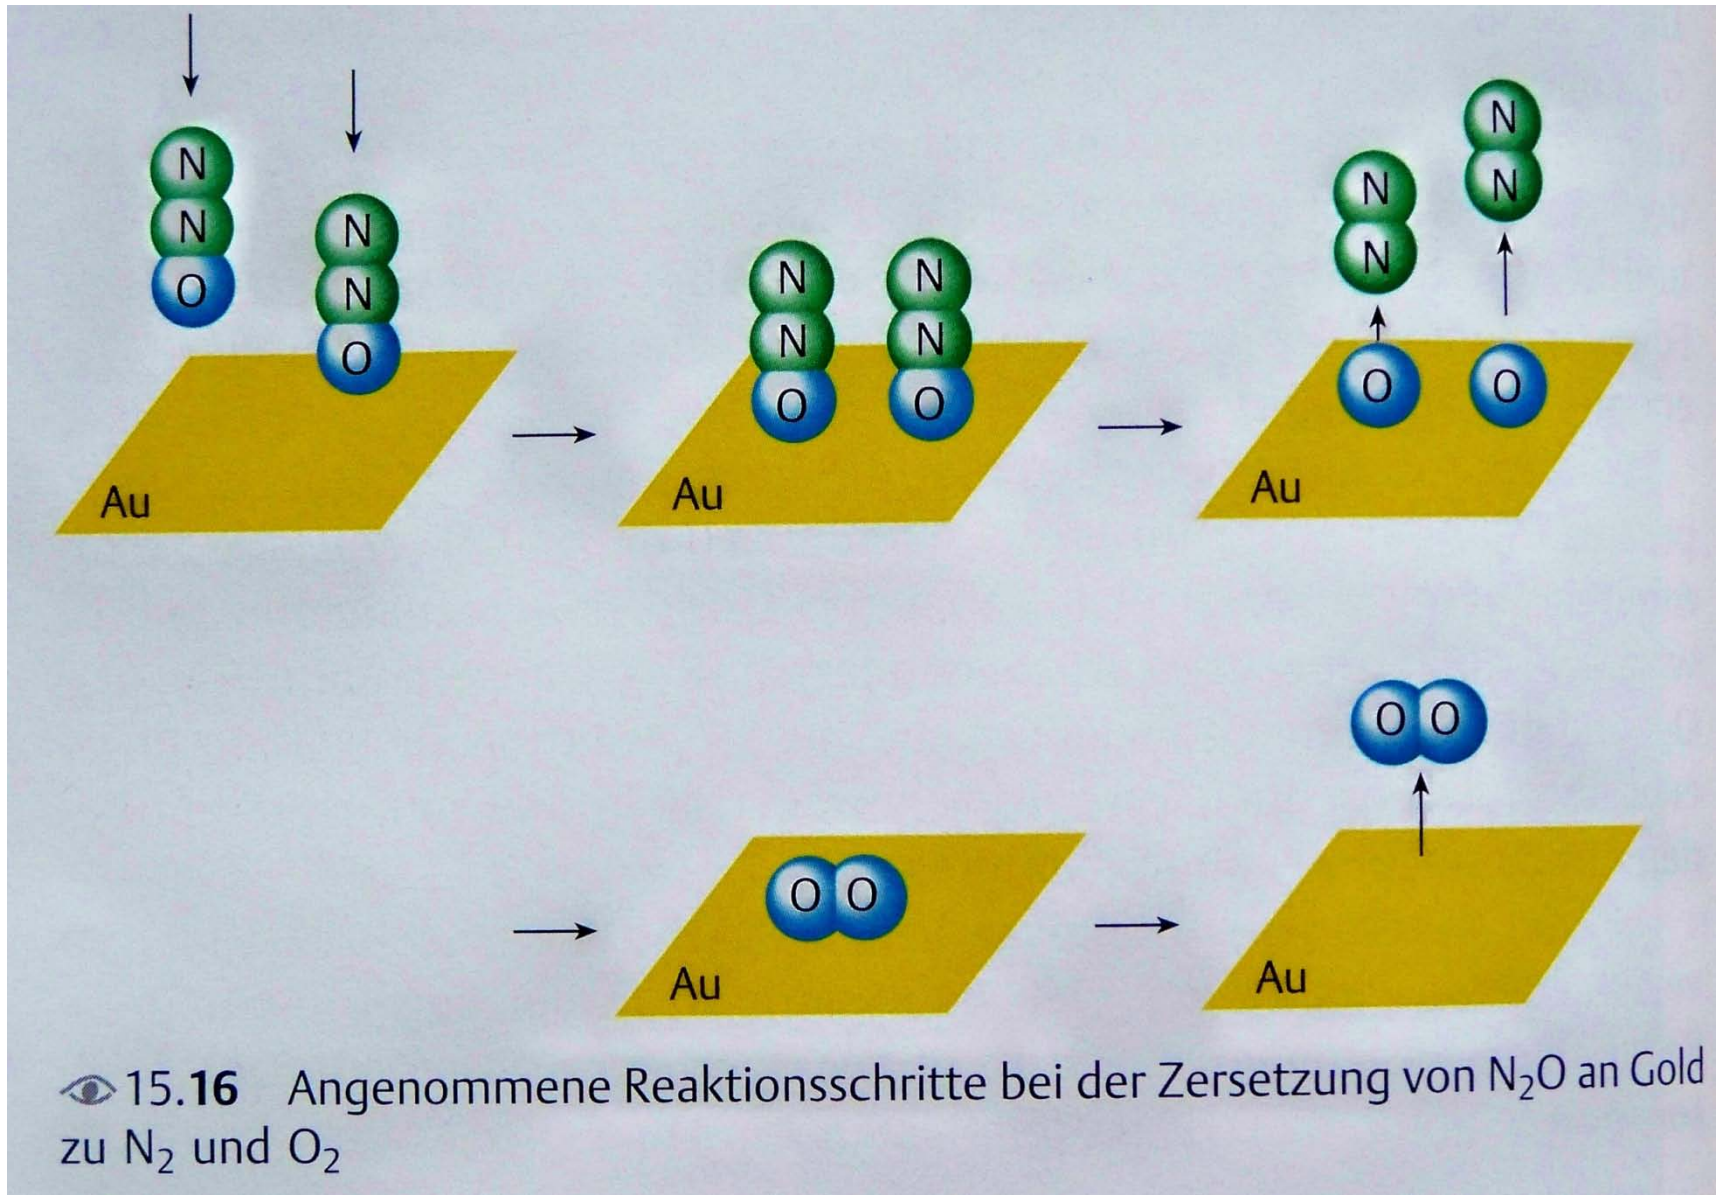 N
N
O
N
N
O
Au
N
N
O
N
N
O
Au
N
N
O
N
N
O
Au
O O
Au
O O
Au
15.16 Angenommene Reaktionsschritte bei der Zersetzung von N₂O an Gold
zu N₂ und O₂